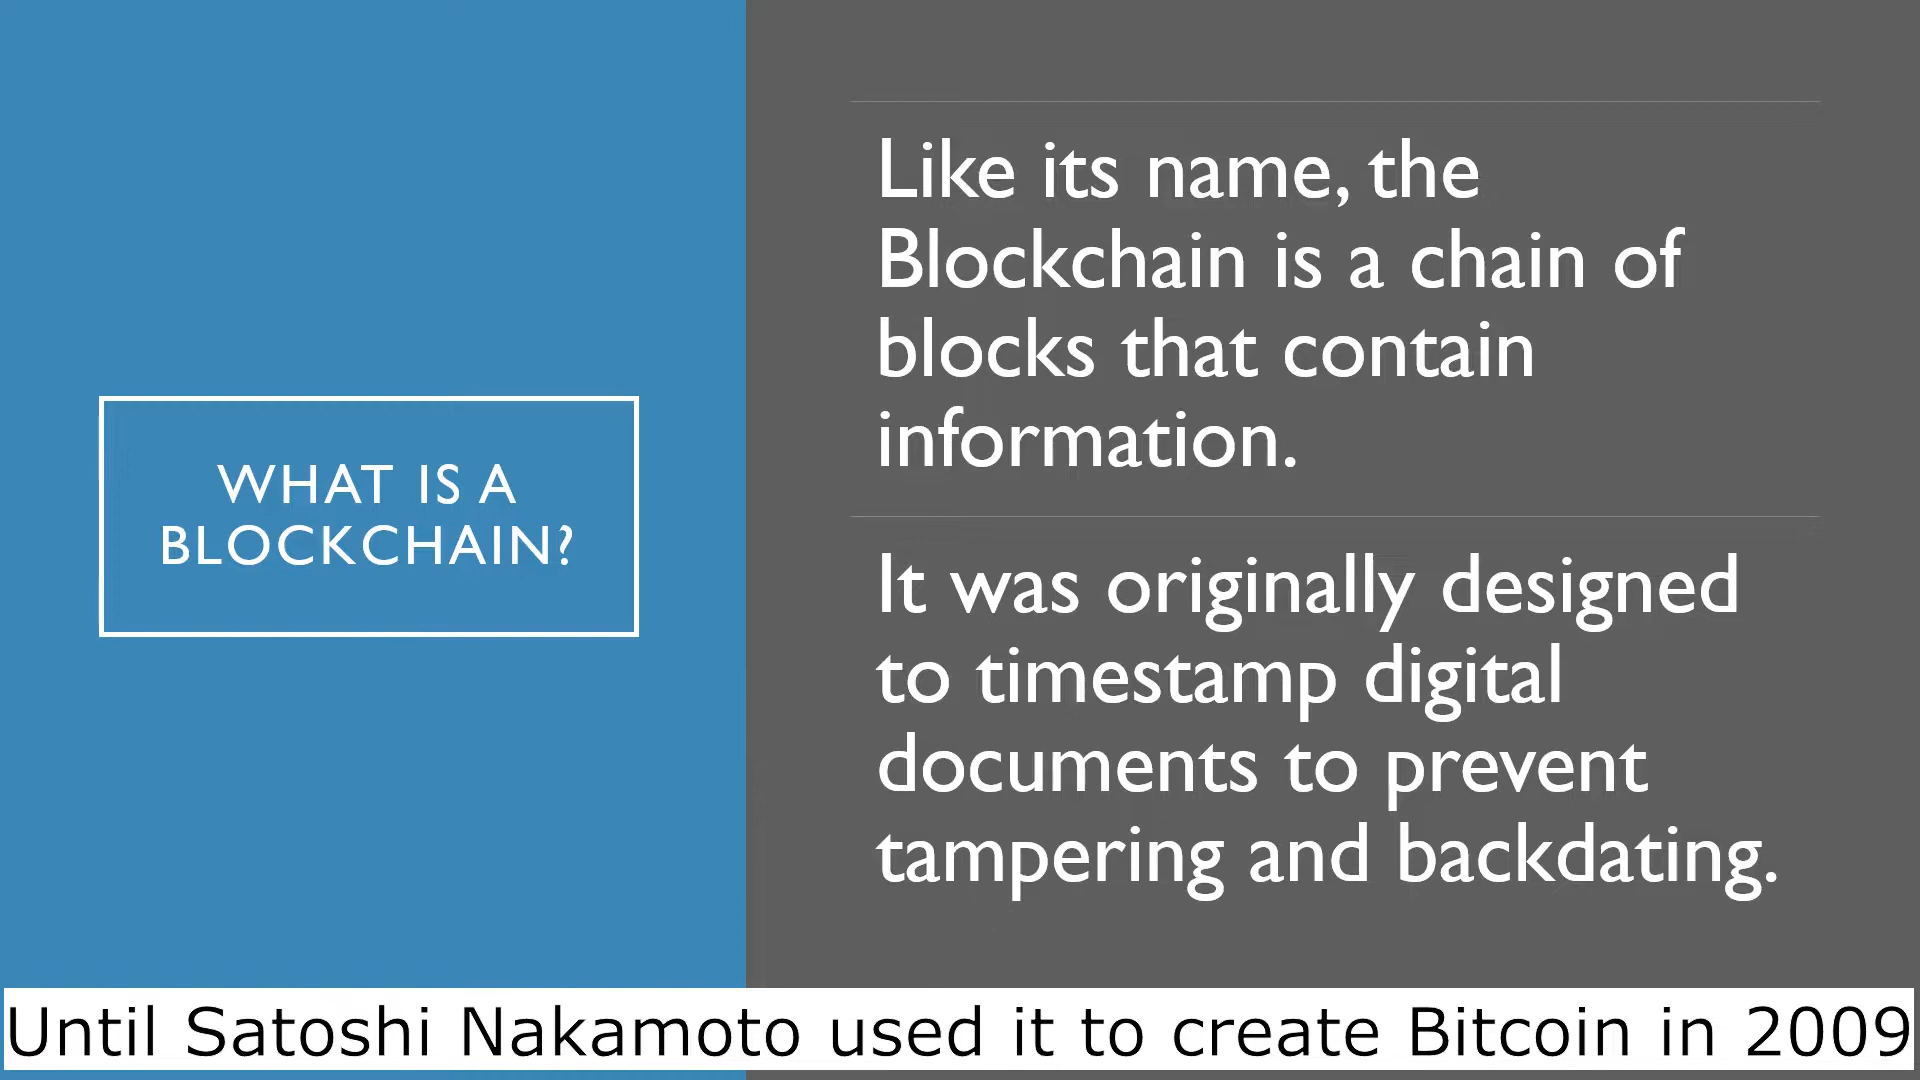 WHAT IS A
BLOCKCHAIN?
Like its name, the
Blockchain is a chain of
blocks that contain
information.
It was originally designed
to timestamp digital
documents to prevent
tampering and backdating.
Until Satoshi Nakamoto used it to create Bitcoin in 2009